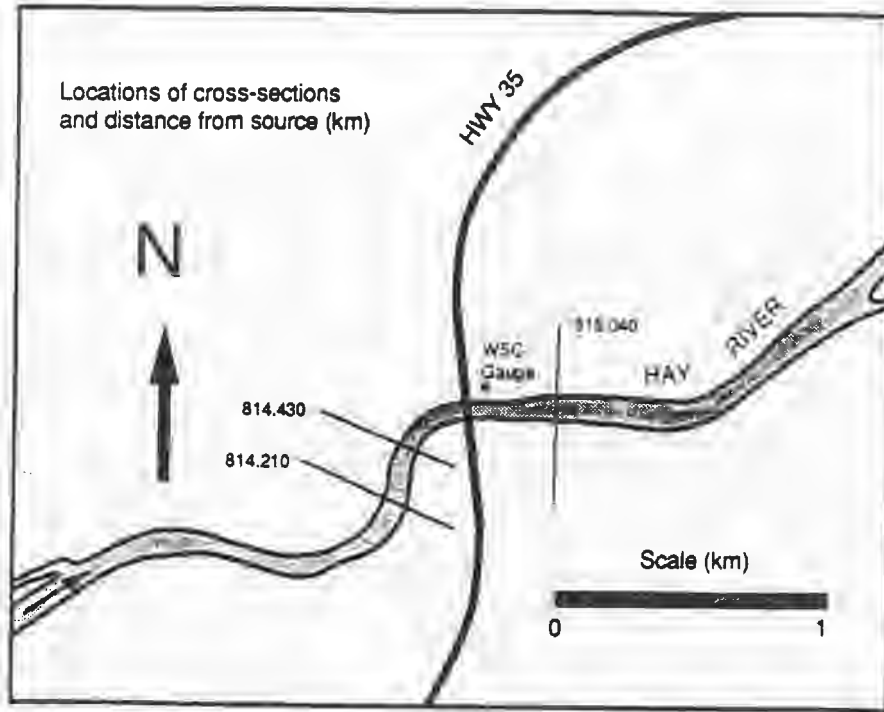 Locations of cross-sections
and distance from source (km)
HWY 35
N
815.040
WSC
Gauge
HAY RIVER
814.430
814.210
Scale (km)
0 1